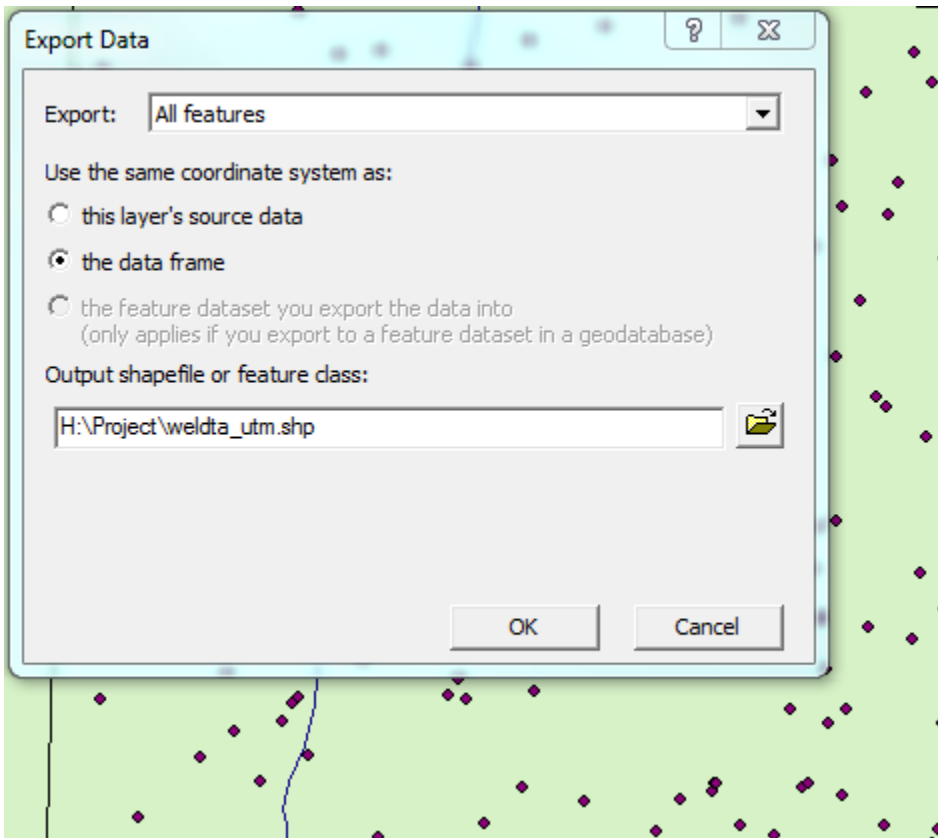 Export Data
Export: All features
Use the same coordinate system as:
this layer's source data
the data frame
the feature dataset you export the data into
(only applies if you export to a feature dataset in a geodatabase)
Output shapefile or feature class:
H:\Project\weldta_utm.shp
OK Cancel